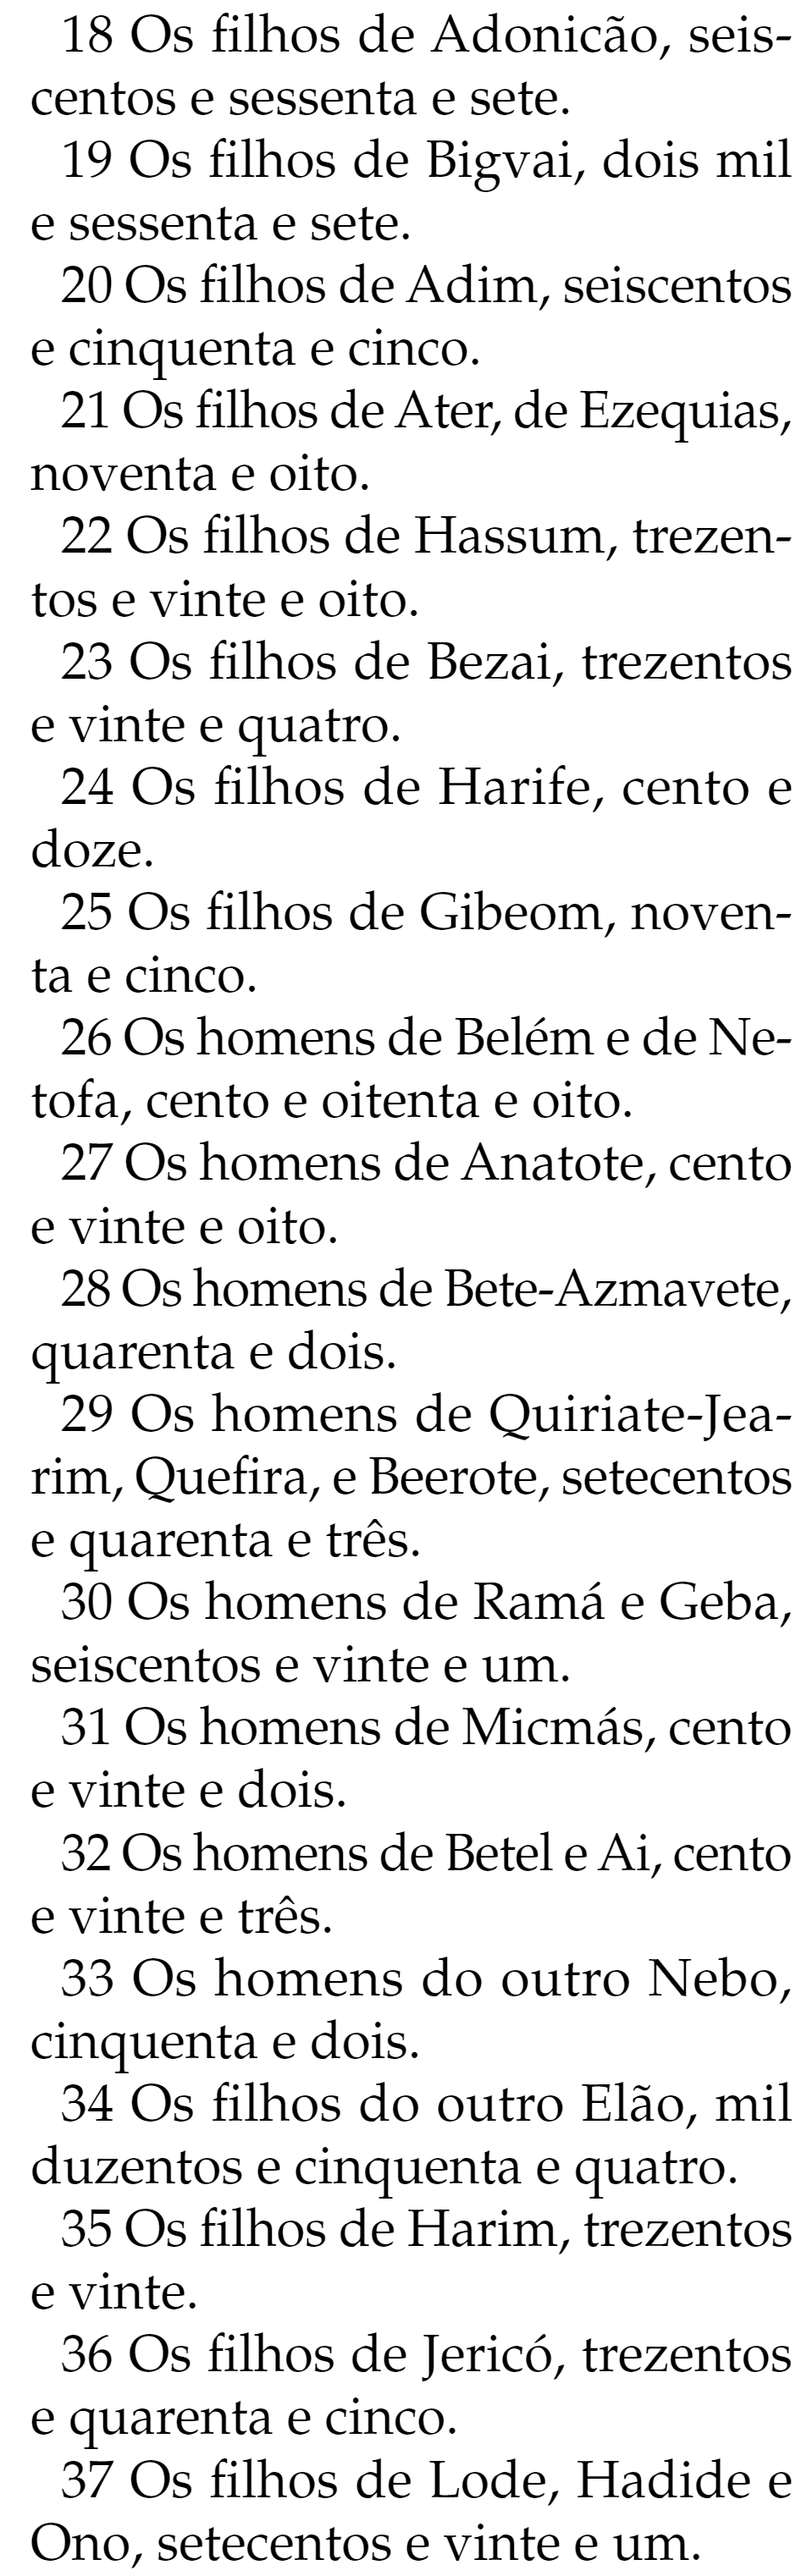 18 Os filhos de Adonicão, seis-
centos e sessenta e sete.
19 Os filhos de Bigvai, dois mil
e sessenta e sete.
20 Os filhos de Adim, seiscentos
e cinquenta e cinco.
21 Os filhos de Ater, de Ezequias,
noventa e oito.
22 Os filhos de Hassum, trezen-
tos e vinte e oito.
23 Os filhos de Bezai, trezentos
e vinte e quatro.
24 Os filhos de Harife, cento e
doze.
25 Os filhos de Gibeom, noven-
ta e cinco.
26 Os homens de Belém e de Ne-
tofa, cento e oitenta e oito.
27 Os homens de Anatote, cento
e vinte e oito.
28 Os homens de Bete-Azmavete,
quarenta e dois.
29 Os homens de Quiriate-Jea-
rim, Quefira, e Beerote, setecentos
e quarenta e três.
30 Os homens de Ramá e Geba,
seiscentos e vinte e um.
31 Os homens de Micmás, cento
e vinte e dois.
32 Os homens de Betel e Ai, cento
e vinte e três.
33 Os homens do outro Nebo,
cinquenta e dois.
34 Os filhos do outro Elão, mil
duzentos e cinquenta e quatro.
35 Os filhos de Harim, trezentos
e vinte.
36 Os filhos de Jericó, trezentos
e quarenta e cinco.
37 Os filhos de Lode, Hadide e
Ono, setecentos e vinte e um.